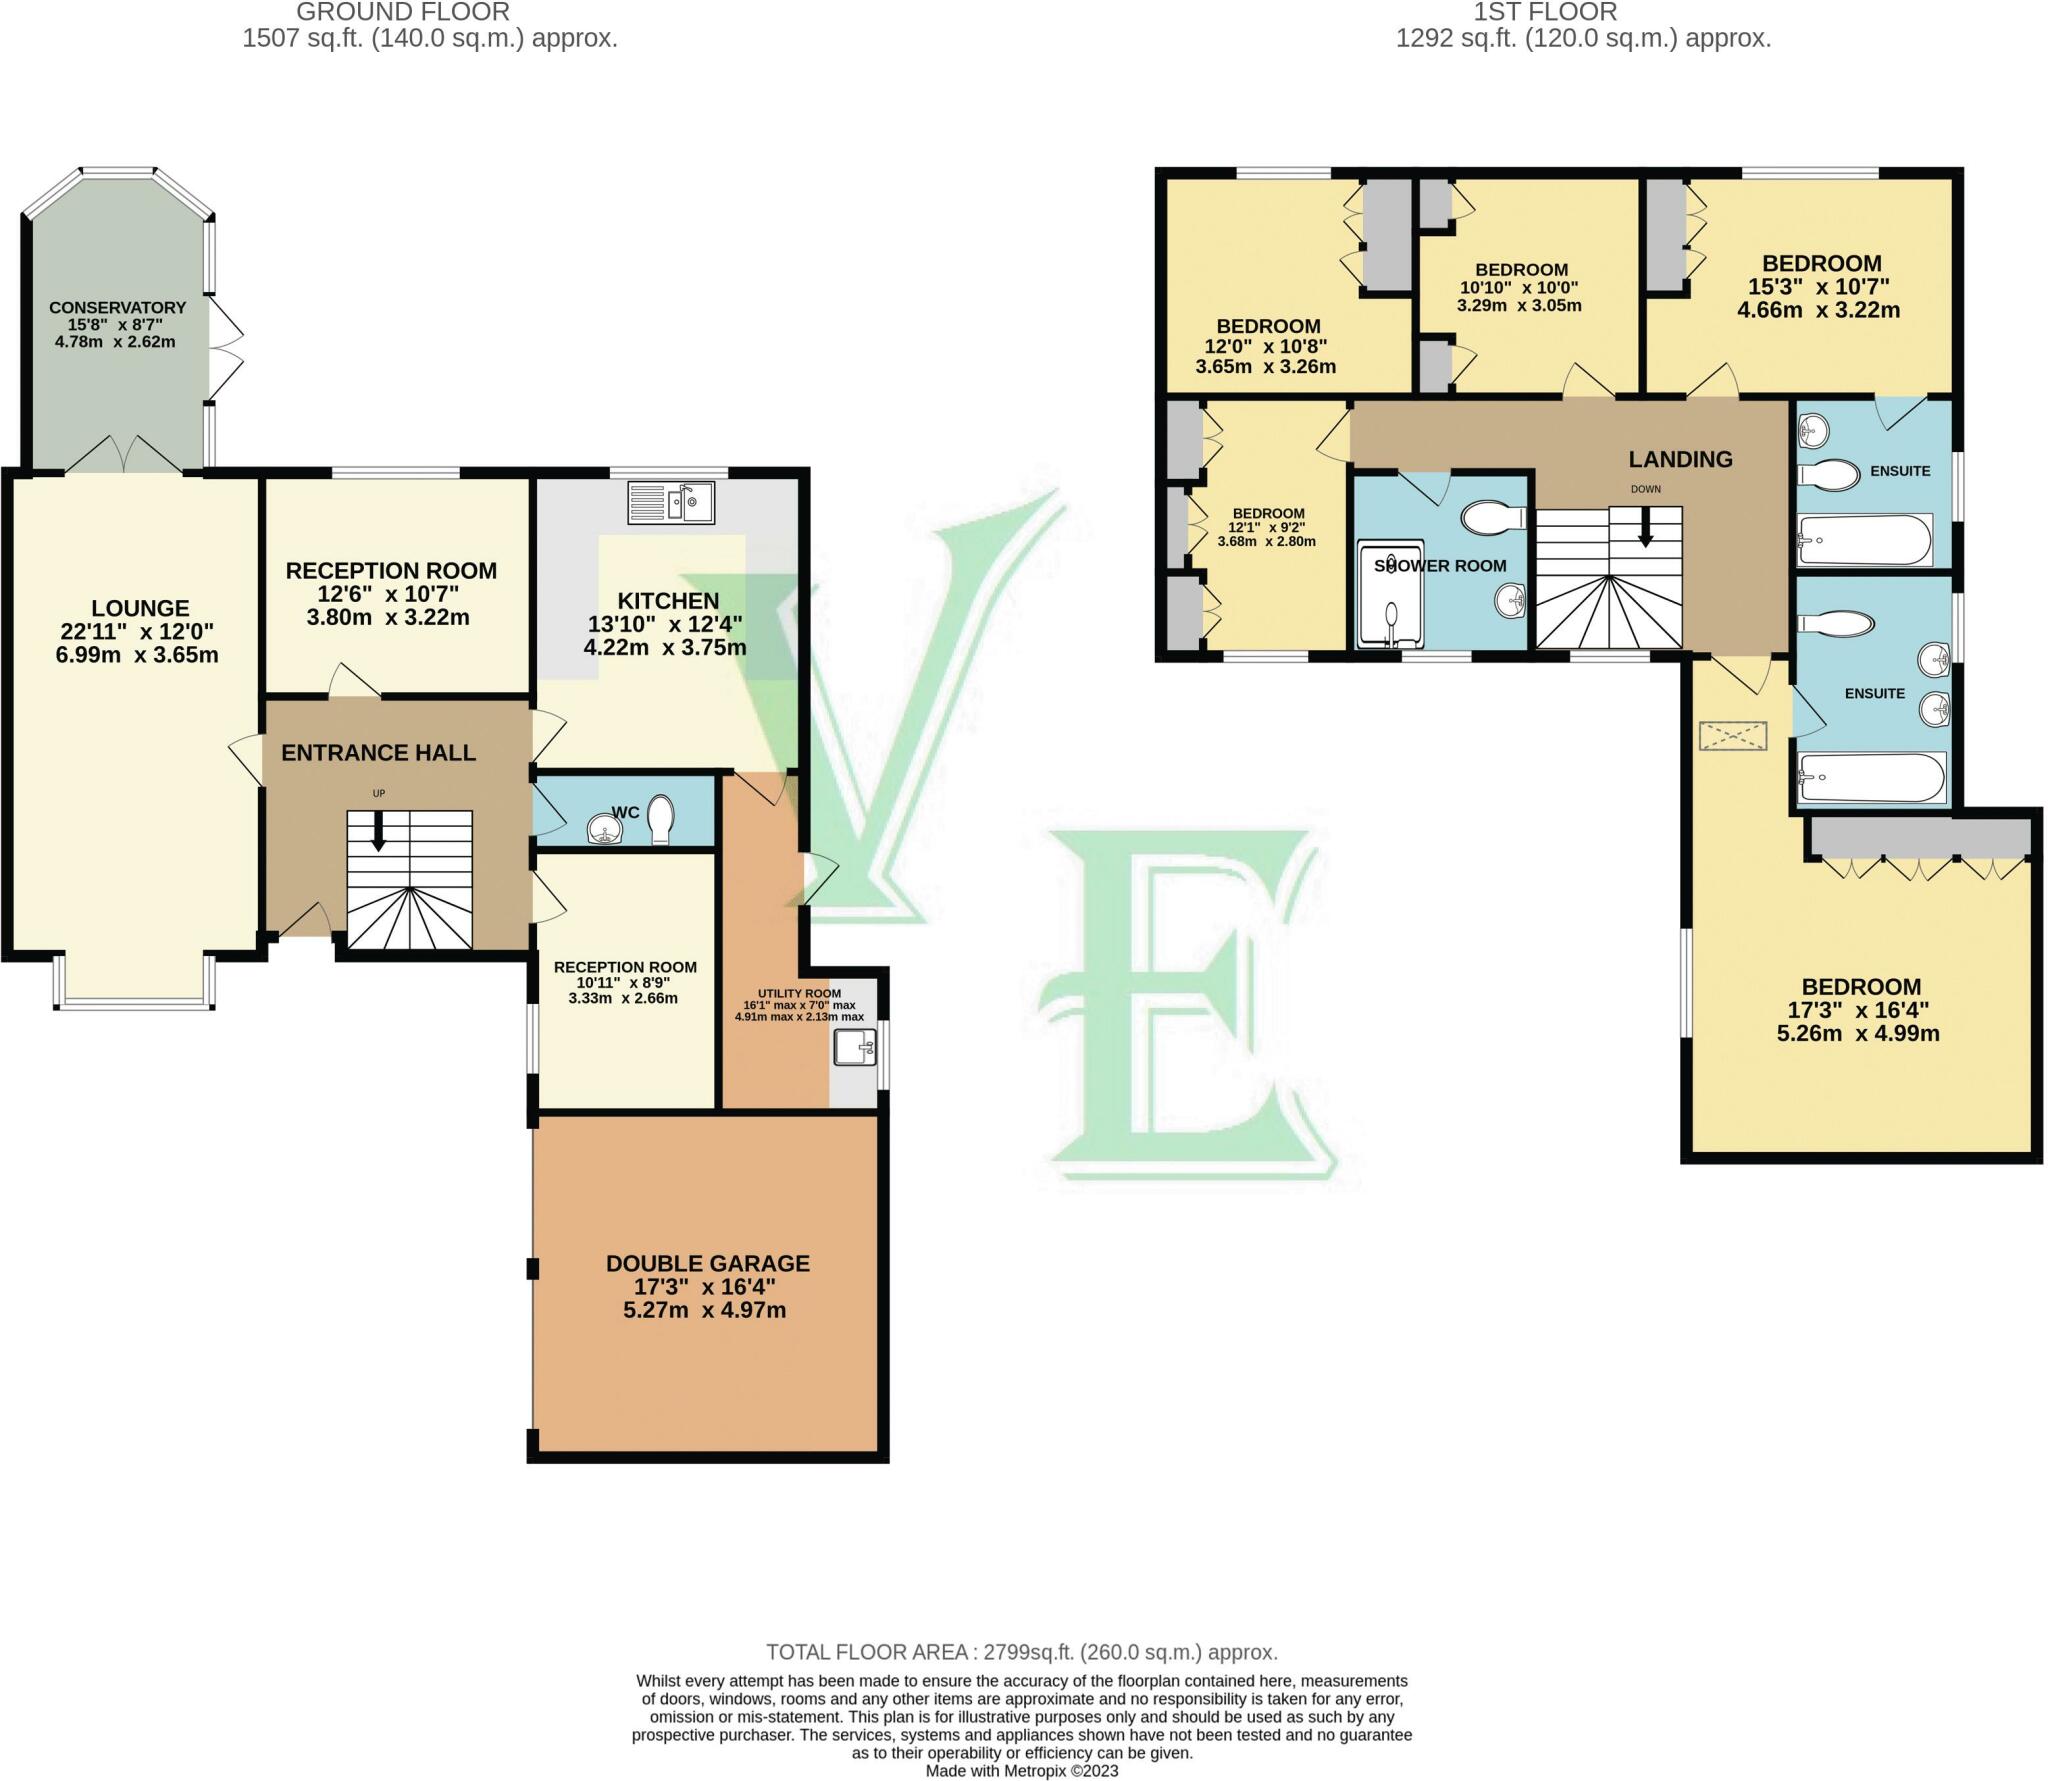 GROUND FLOOR
1507 sq.ft. (140.0 sq.m.) approx.
1ST FLOOR
1292 sq.ft. (120.0 sq.m.) approx.
CONSERVATORY
15'8" x 8'7"
4.78m x 2.62m
LOUNGE
22'11" x 12'0"
6.99m x 3.65m
RECEPTION ROOM
12'6" x 10'7"
3.80m x 3.22m
KITCHEN
13'10" x 12'4"
4.22m x 3.75m
ENTRANCE HALL
UP
WC
RECEPTION ROOM
10'11" x 8'9"
3.33m x 2.66m
UTILITY ROOM
16'1" max x 7'0" max
4.91m max x 2.13m max
DOUBLE GARAGE
17'3" x 16'4"
5.27m x 4.97m
BEDROOM
12'0" x 10'8"
3.65m x 3.26m
BEDROOM
10'10" x 10'0"
3.29m x 3.05m
BEDROOM
15'3" x 10'7"
4.66m x 3.22m
BEDROOM
12'1" x 9'2"
3.68m x 2.80m
SHOWER ROOM
LANDING
DOWN
ENSUITE
ENSUITE
BEDROOM
17'3" x 16'4"
5.26m x 4.99m
V
E
TOTAL FLOOR AREA : 2799sq.ft. (260.0 sq.m.) approx.
Whilst every attempt has been made to ensure the accuracy of the floorplan contained here, measurements
of doors, windows, rooms and any other items are approximate and no responsibility is taken for any error,
omission or mis-statement. This plan is for illustrative purposes only and should be used as such by any
prospective purchaser. The services, systems and appliances shown have not been tested and no guarantee
as to their operability or efficiency can be given.
Made with Metropix ©2023